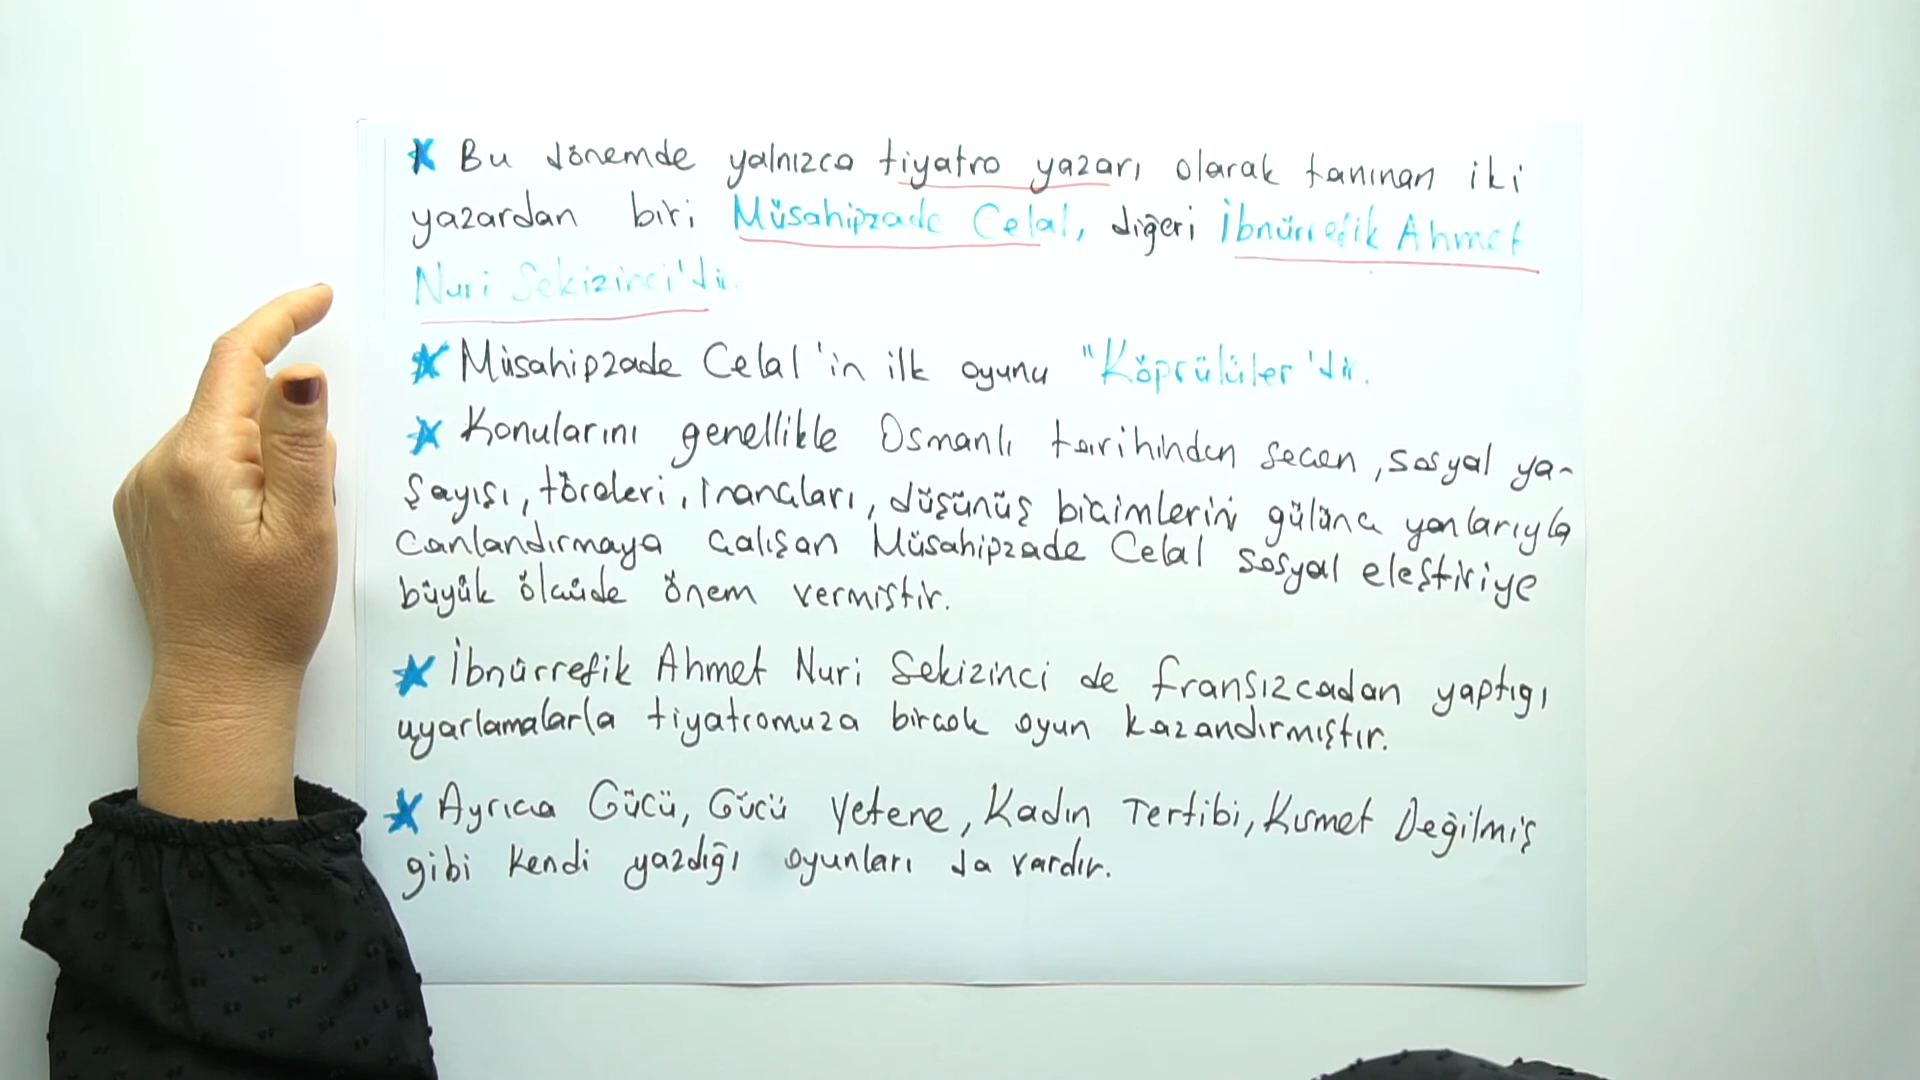 * Bu dönemde yalnızca tiyatro yazarı olarak tanınan iki
yazardan biri Müsahipzade Celal, diğeri İbnürrefik Ahmet
Nuri Sekizinci'dir.
* Müsahipzade Celal'in ilk oyunu "Köprülüler'dir.
* Konularını genellikle Osmanlı tarihinden seçen, sosyal ya-
şayışı, töreleri, inançları, düşünüş biçimlerini gülünç yanlarıyla
canlandırmaya çalışan Müsahipzade Celal sosyal eleştiriye
büyük ölçüde önem vermiştir.
* İbnürrefik Ahmet Nuri Sekizinci de Fransızcadan yaptığı
uyarlamalarla tiyatromuza birçok oyun kazandırmıştır.
* Ayrıca Gücü, Gücü Yetene, Kadın Tertibi, Kısmet Değilmiş
gibi kendi yazdığı oyunları da vardır.